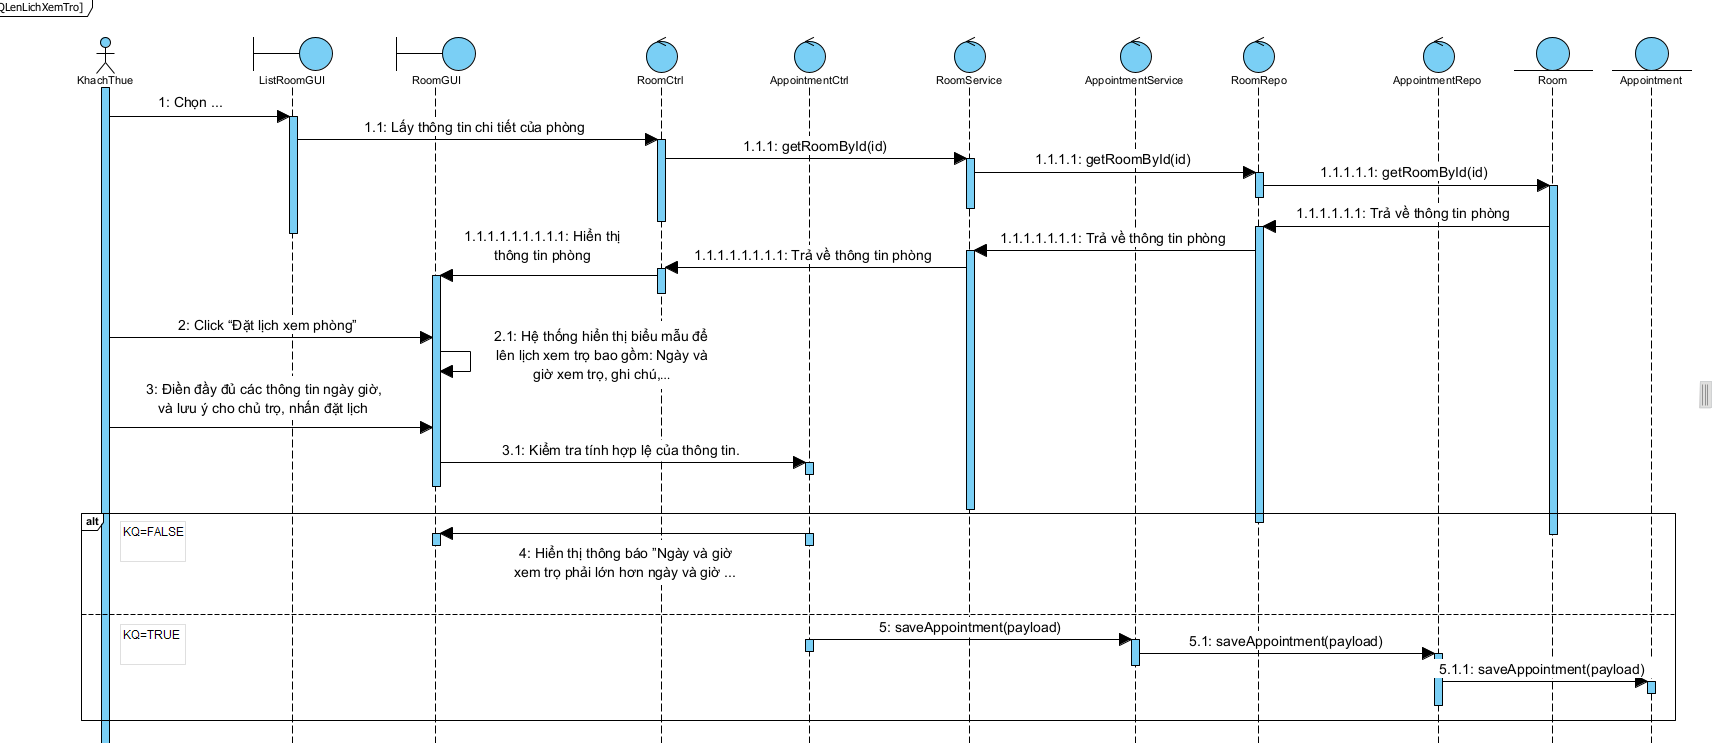 QLenLichXemTro]
KhachThue
ListRoomGUI
RoomGUI
RoomCtrl
AppointmentCtrl
RoomService
AppointmentService
RoomRepo
AppointmentRepo
Room
Appointment
1: Chọn ...
1.1: Lấy thông tin chi tiết của phòng
1.1.1: getRoomById(id)
1.1.1.1: getRoomById(id)
1.1.1.1.1: getRoomById(id)
1.1.1.1.1.1: Trả về thông tin phòng
1.1.1.1.1.1.1: Trả về thông tin phòng
1.1.1.1.1.1.1.1: Trả về thông tin phòng
1.1.1.1.1.1.1.1.1: Hiển thị
thông tin phòng
2: Click “Đặt lịch xem phòng”
2.1: Hệ thống hiển thị biểu mẫu để
lên lịch xem trọ bao gồm: Ngày và
giờ xem trọ, ghi chú,...
3: Điền đầy đủ các thông tin ngày giờ,
và lưu ý cho chủ trọ, nhấn đặt lịch
3.1: Kiểm tra tính hợp lệ của thông tin.
alt
KQ=FALSE
4: Hiển thị thông báo ”Ngày và giờ
xem trọ phải lớn hơn ngày và giờ ...
KQ=TRUE
5: saveAppointment(payload)
5.1: saveAppointment(payload)
5.1.1: saveAppointment(payload)